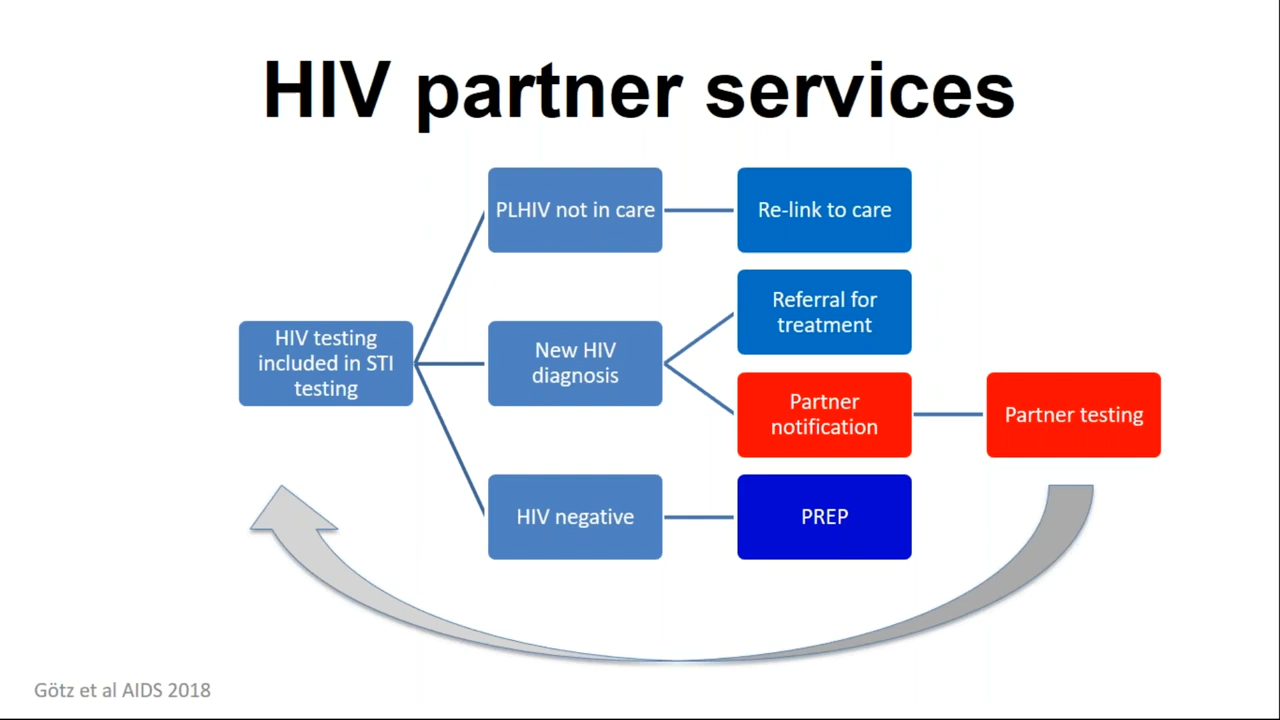 HIV partner services
PLHIV not in care
Re-link to care
Referral for
treatment
HIV testing
included in STI
testing
New HIV
diagnosis
Partner
notification
Partner testing
HIV negative
PREP
Götz et al AIDS 2018